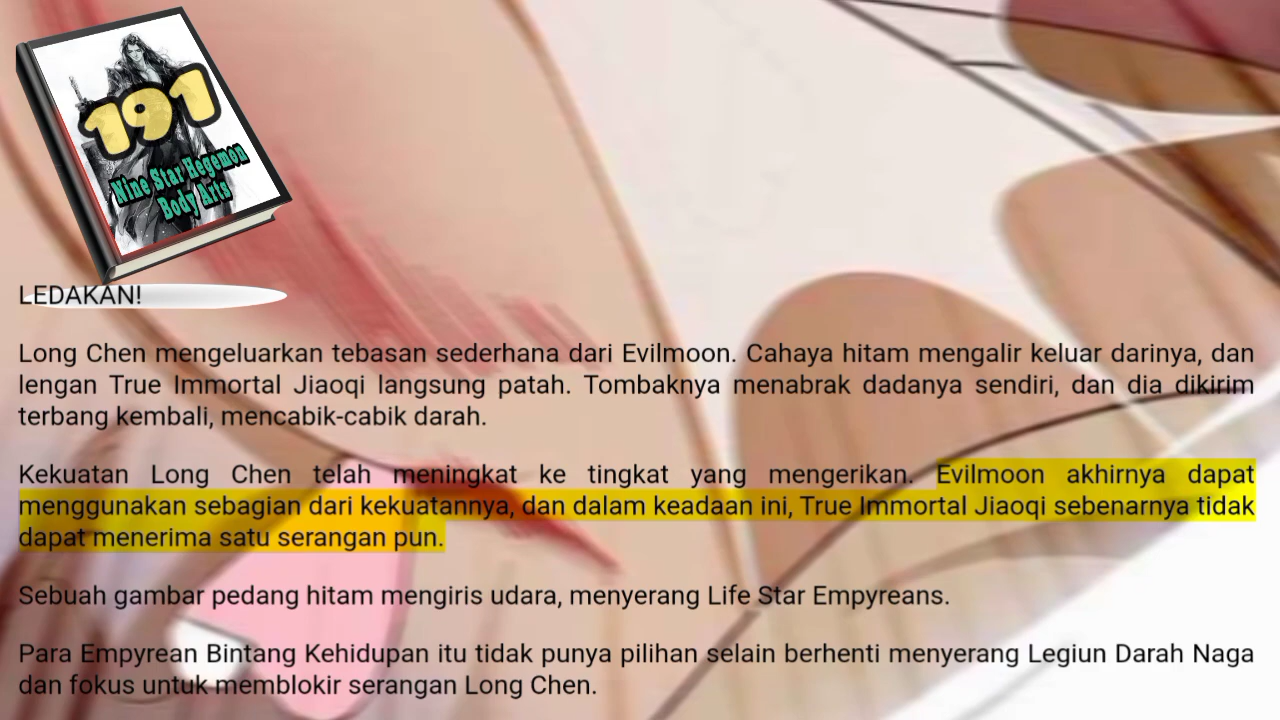 191
Nine Star Hegemon
Body Arts
LEDAKAN!
Long Chen mengeluarkan tebasan sederhana dari Evilmoon. Cahaya hitam mengalir keluar darinya, dan
lengan True Immortal Jiaoqi langsung patah. Tombaknya menabrak dadanya sendiri, dan dia dikirim
terbang kembali, mencabik-cabik darah.
Kekuatan Long Chen telah meningkat ke tingkat yang mengerikan. Evilmoon akhirnya dapat
menggunakan sebagian dari kekuatannya, dan dalam keadaan ini, True Immortal Jiaoqi sebenarnya tidak
dapat menerima satu serangan pun.
Sebuah gambar pedang hitam mengiris udara, menyerang Life Star Empyreans.
Para Empyrean Bintang Kehidupan itu tidak punya pilihan selain berhenti menyerang Legiun Darah Naga
dan fokus untuk memblokir serangan Long Chen.